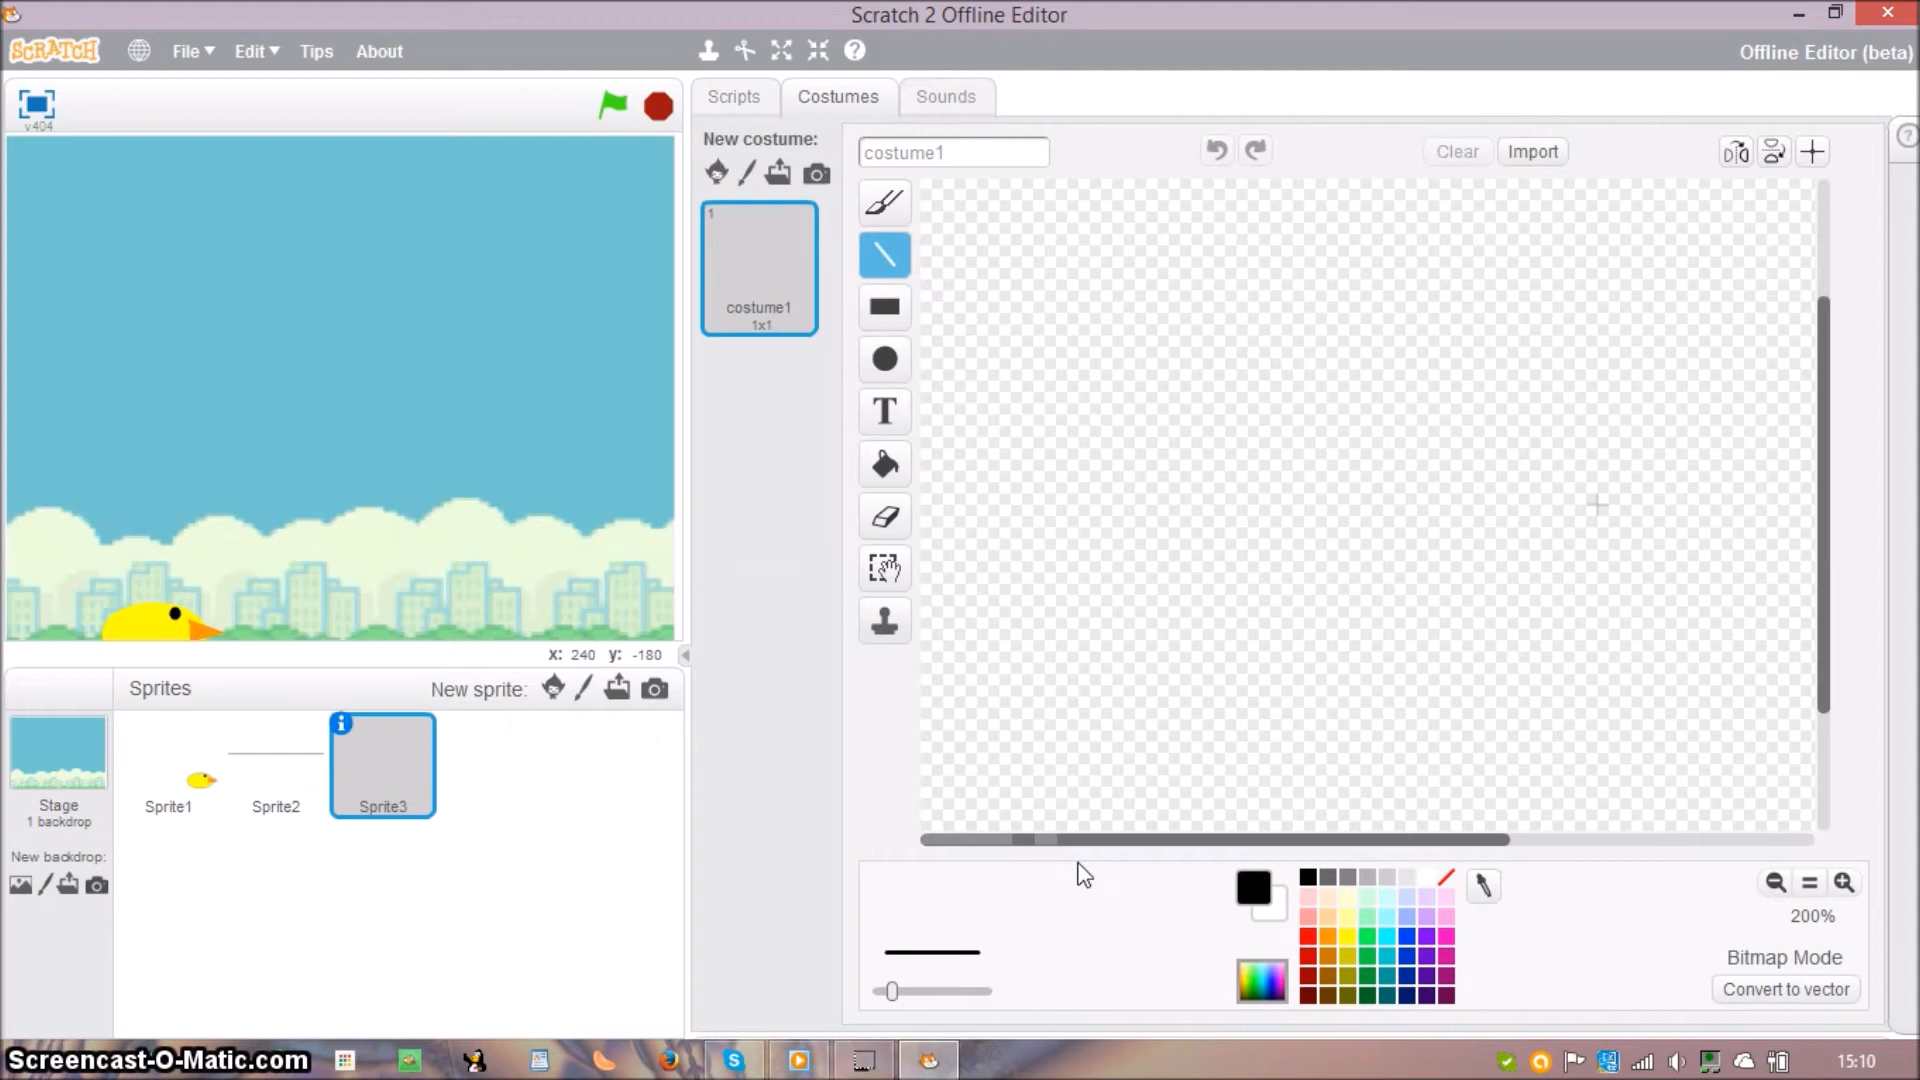 Scratch 2 Offline Editor
SCRATCH File Edit Tips About Offline Editor (beta)
v404
Scripts Costumes Sounds
New costume:
costume1 Clear Import
1
costume1
1x1
T
x: 240 y: -180
Sprites New sprite:
Stage
1 backdrop
Sprite1 Sprite2 Sprite3
New backdrop:
200%
Bitmap Mode
Convert to vector
Screencast-O-Matic.com 15:10